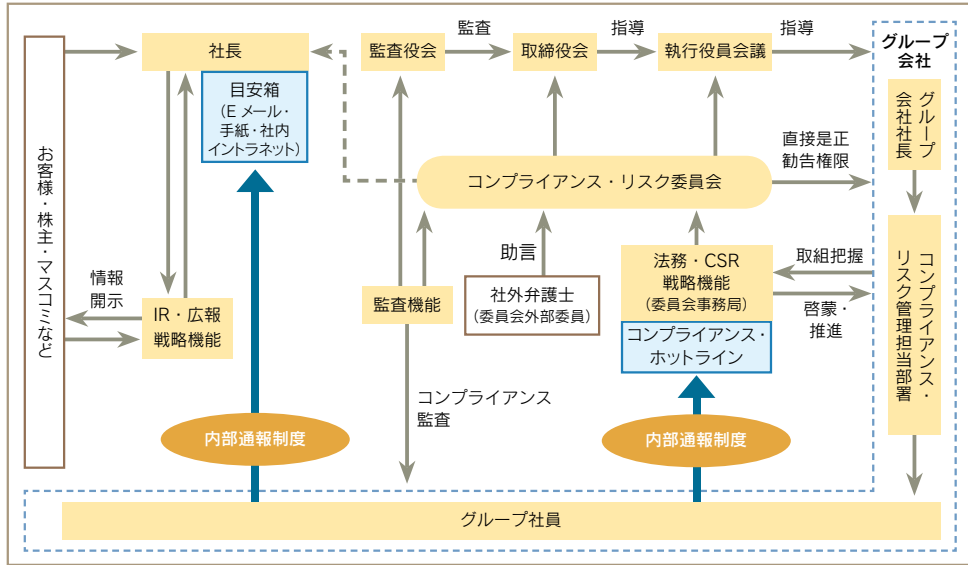 お客様・株主・マスコミなど
社長
目安箱
(E メール・
手紙・社内
イントラネット)
情報
開示
IR・広報
戦略機能
内部通報制度
監査役会
監査
取締役会
指導
執行役員会議
指導
コンプライアンス・リスク委員会
直接是正
勧告権限
助言
監査機能
社外弁護士
(委員会外部委員)
法務・CSR
戦略機能
(委員会事務局)
コンプライアンス・
ホットライン
取組把握
啓蒙・
推進
コンプライアンス
監査
内部通報制度
グループ
会社
グループ
会社社長
コンプライアンス・
リスク管理担当部署
グループ社員